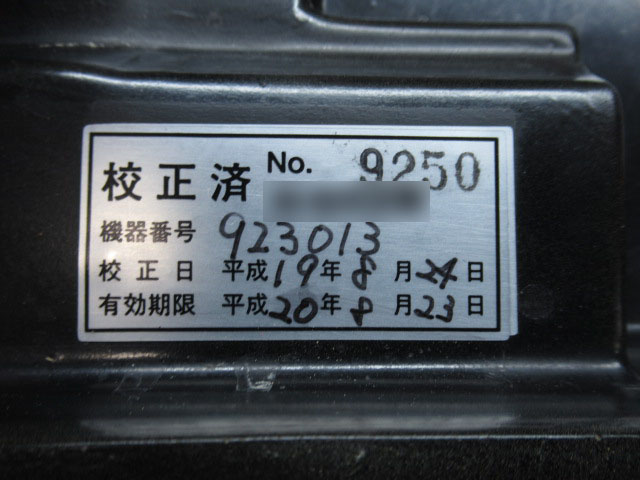 校正済 No. 9250
機器番号 923013
校正日 平成19年8月24日
有効期限 平成20年8月23日